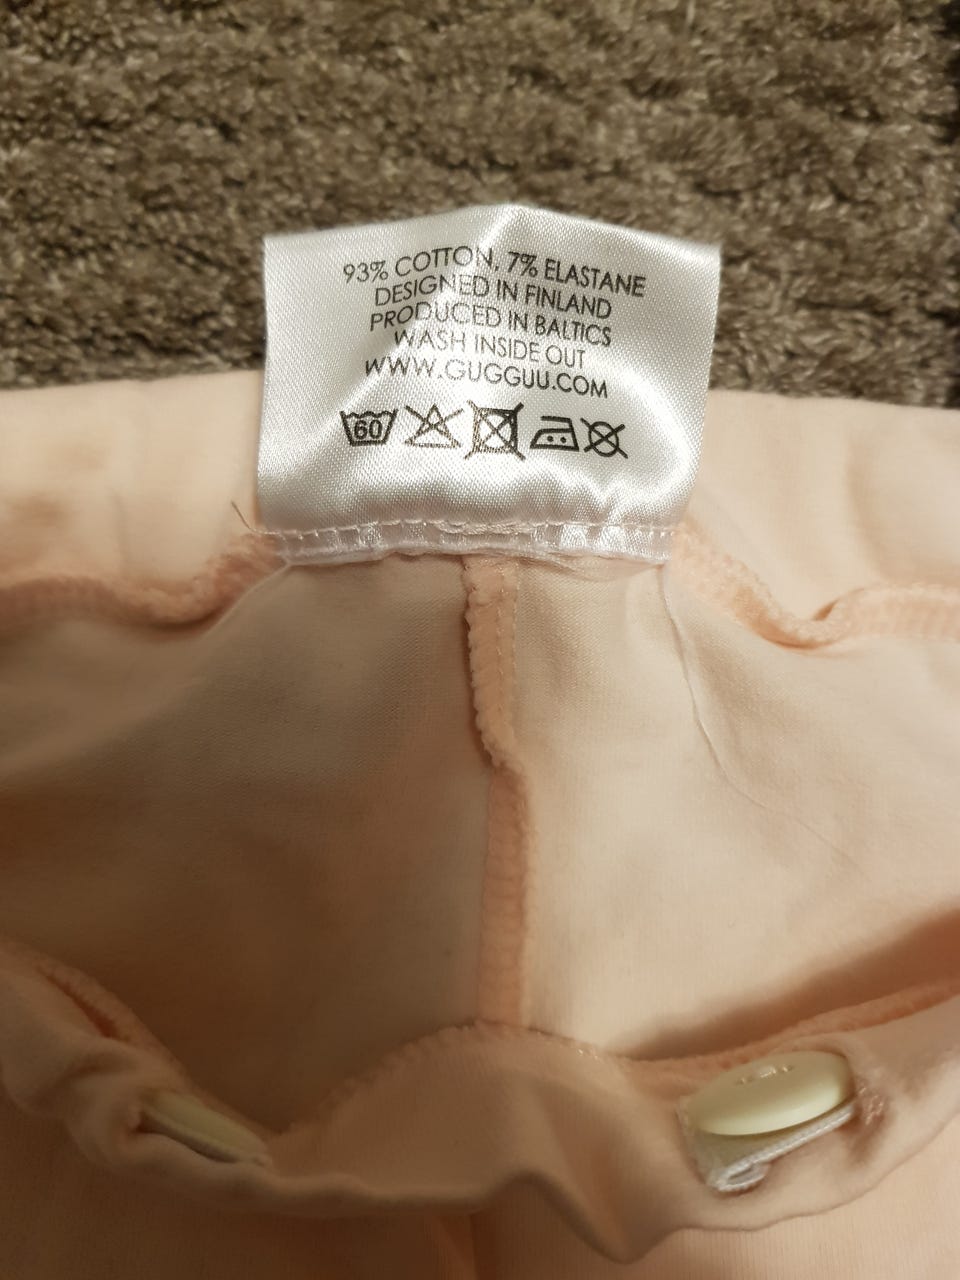 93% COTTON, 7% ELASTANE
DESIGNED IN FINLAND
PRODUCED IN BALTICS
WASH INSIDE OUT
WWW.GUGGUU.COM
60